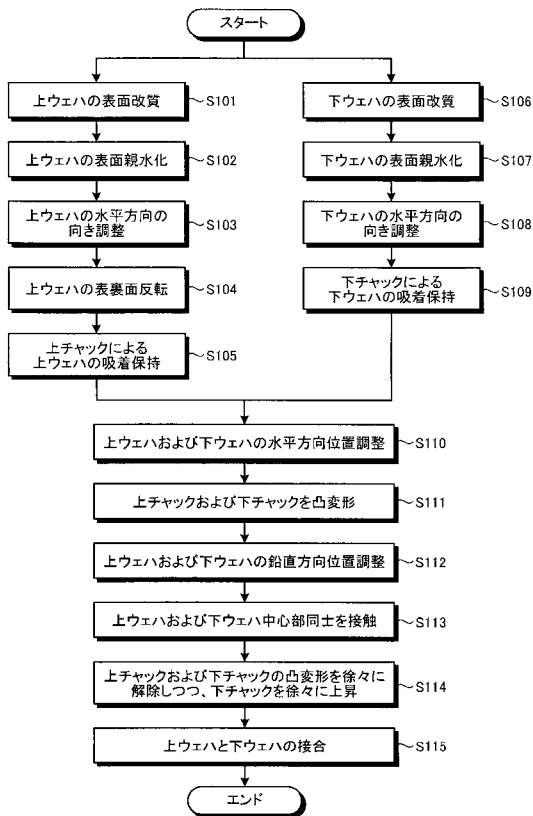 スタート
上ウェハの表面改質
S101
上ウェハの表面親水化
S102
上ウェハの水平方向の
向き調整
S103
上ウェハの表裏面反転
S104
上チャックによる
上ウェハの吸着保持
S105
下ウェハの表面改質
S106
下ウェハの表面親水化
S107
下ウェハの水平方向の
向き調整
S108
下チャックによる
下ウェハの吸着保持
S109
上ウェハおよび下ウェハの水平方向位置調整
S110
上チャックおよび下チャックを凸変形
S111
上ウェハおよび下ウェハの鉛直方向位置調整
S112
上ウェハおよび下ウェハ中心部同士を接触
S113
上チャックおよび下チャックの凸変形を徐々に
解除しつつ、下チャックを徐々に上昇
S114
上ウェハと下ウェハの接合
S115
エンド